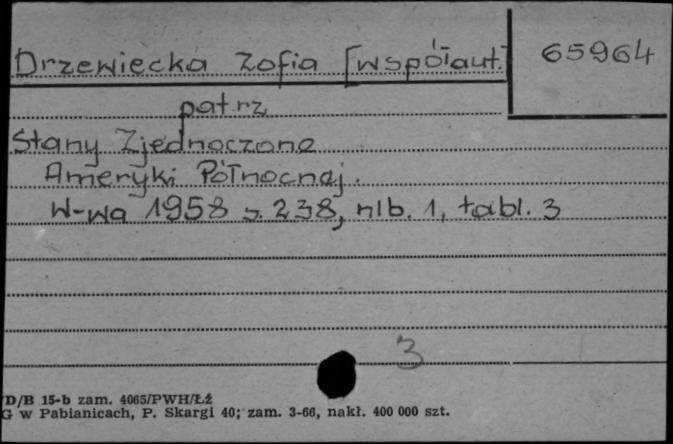 Drzewiecka Zofia [współaut.]
65964
patrz
Stany Zjednoczone
Ameryki Północnej.
W-wa 1958 s. 238, nlb. 1, tabl. 3
3
D/B 15-b zam. 4065/PWH/Łź
G w Pabianicach, P. Skargi 40; zam. 3-66, nakł. 400 000 szt.